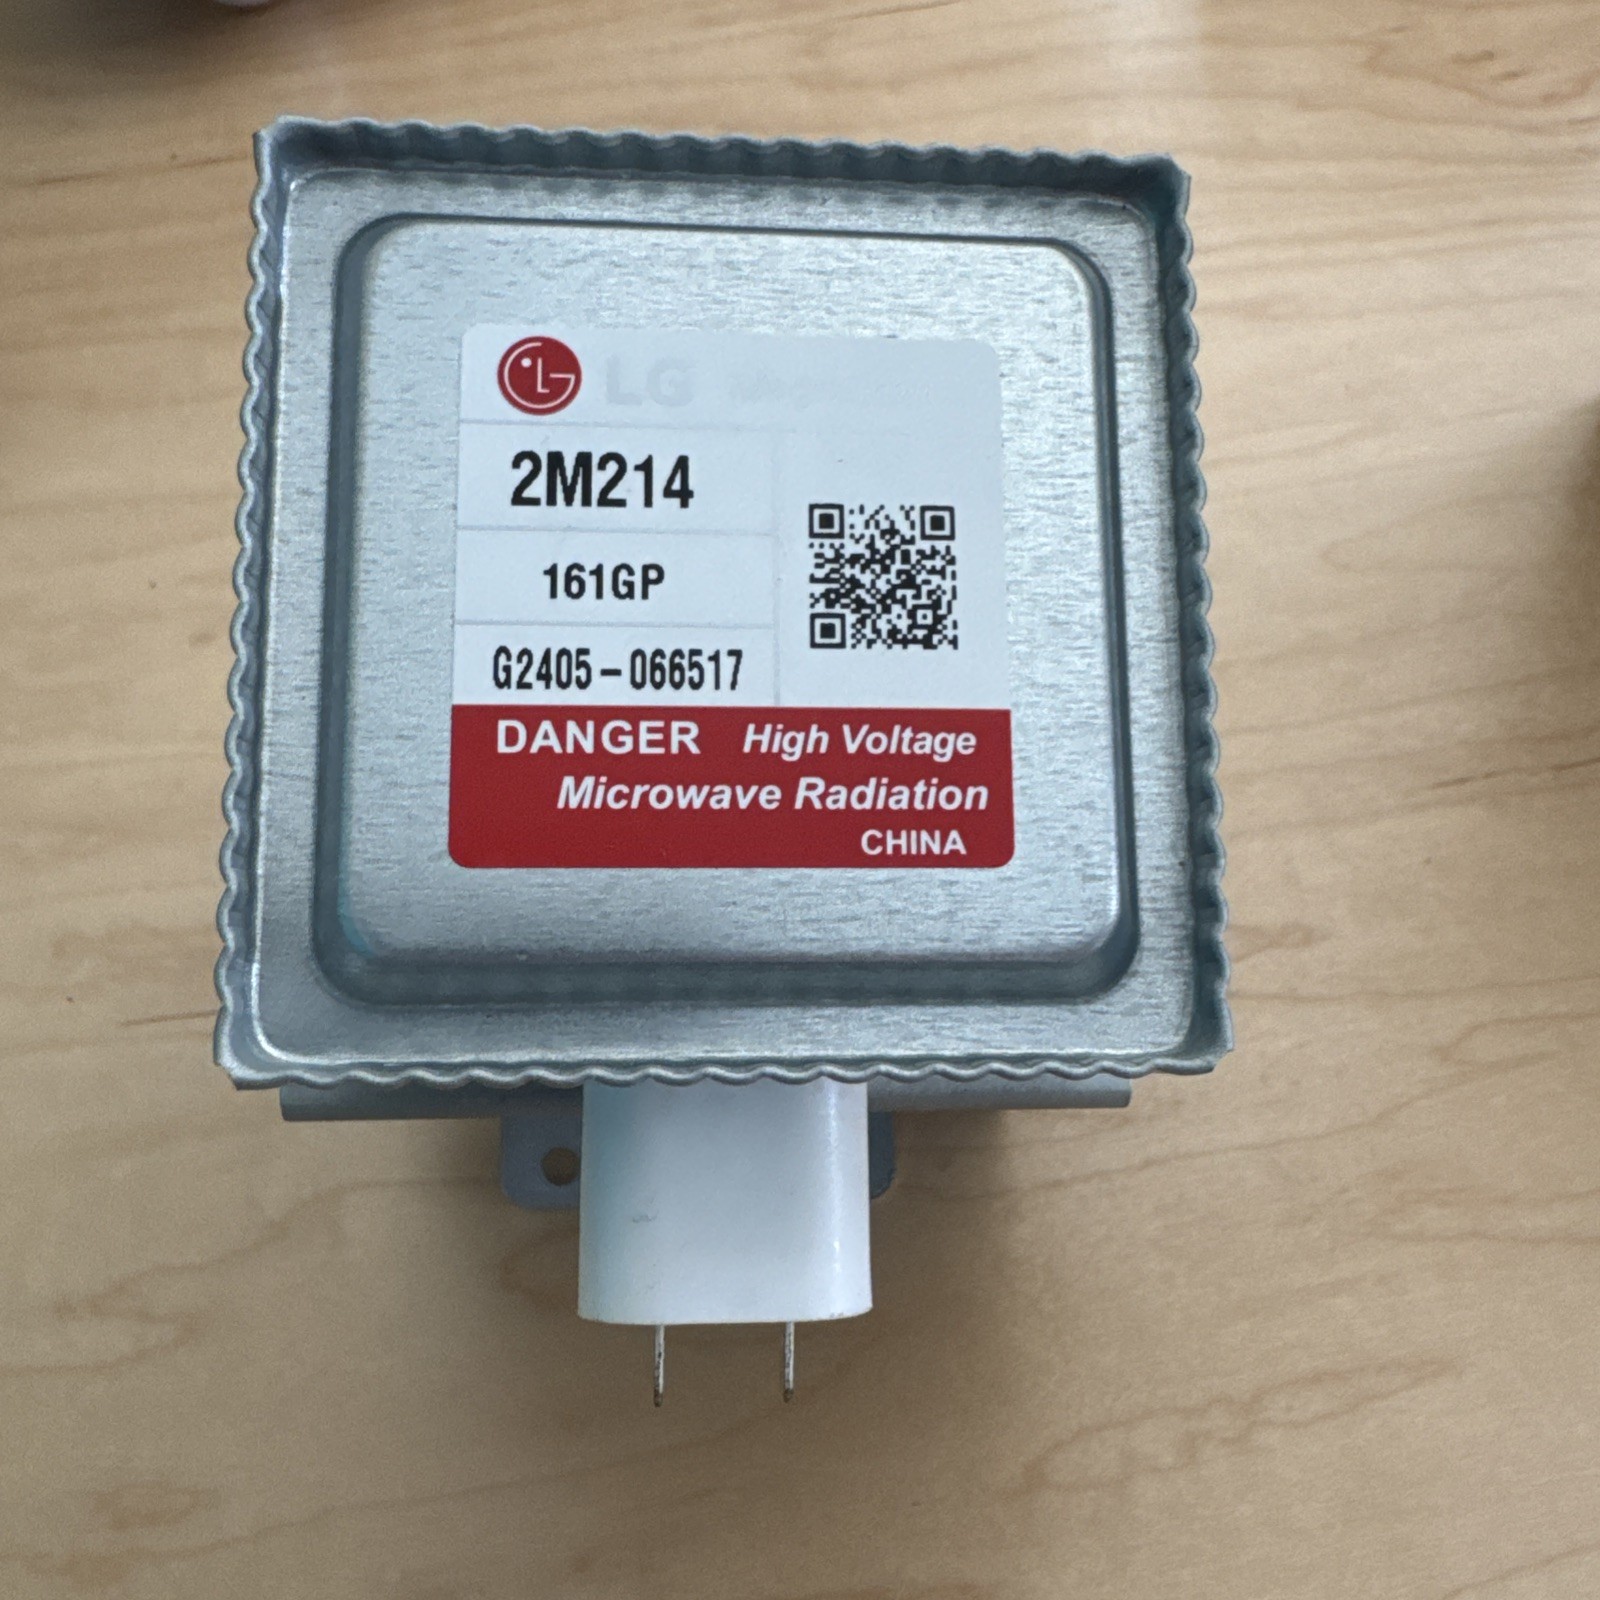 LG
2M214
161GP
G2405-066517
DANGER High Voltage
Microwave Radiation
CHINA